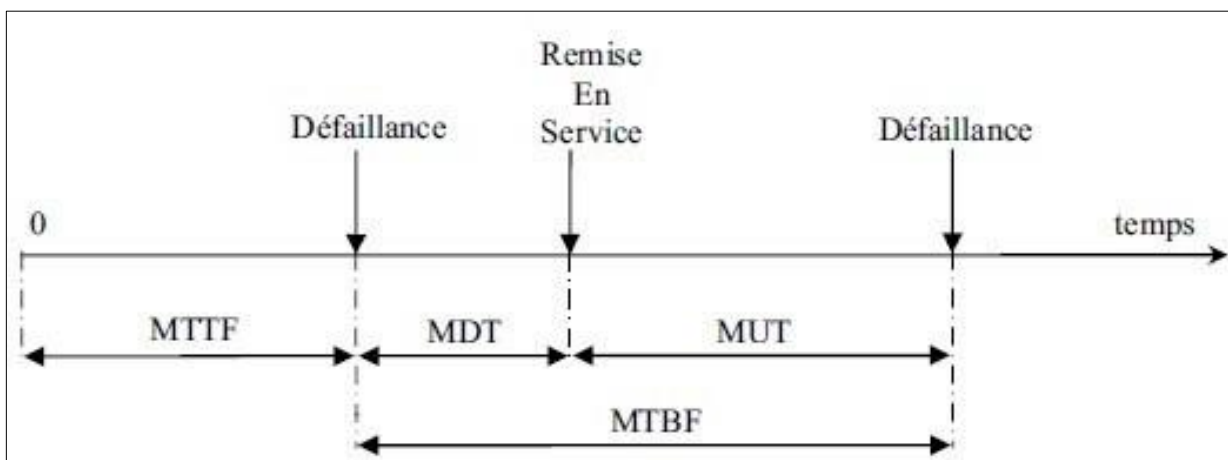 Remise
En
Service
Défaillance
Défaillance
0
temps
MTTF
MDT
MUT
MTBF